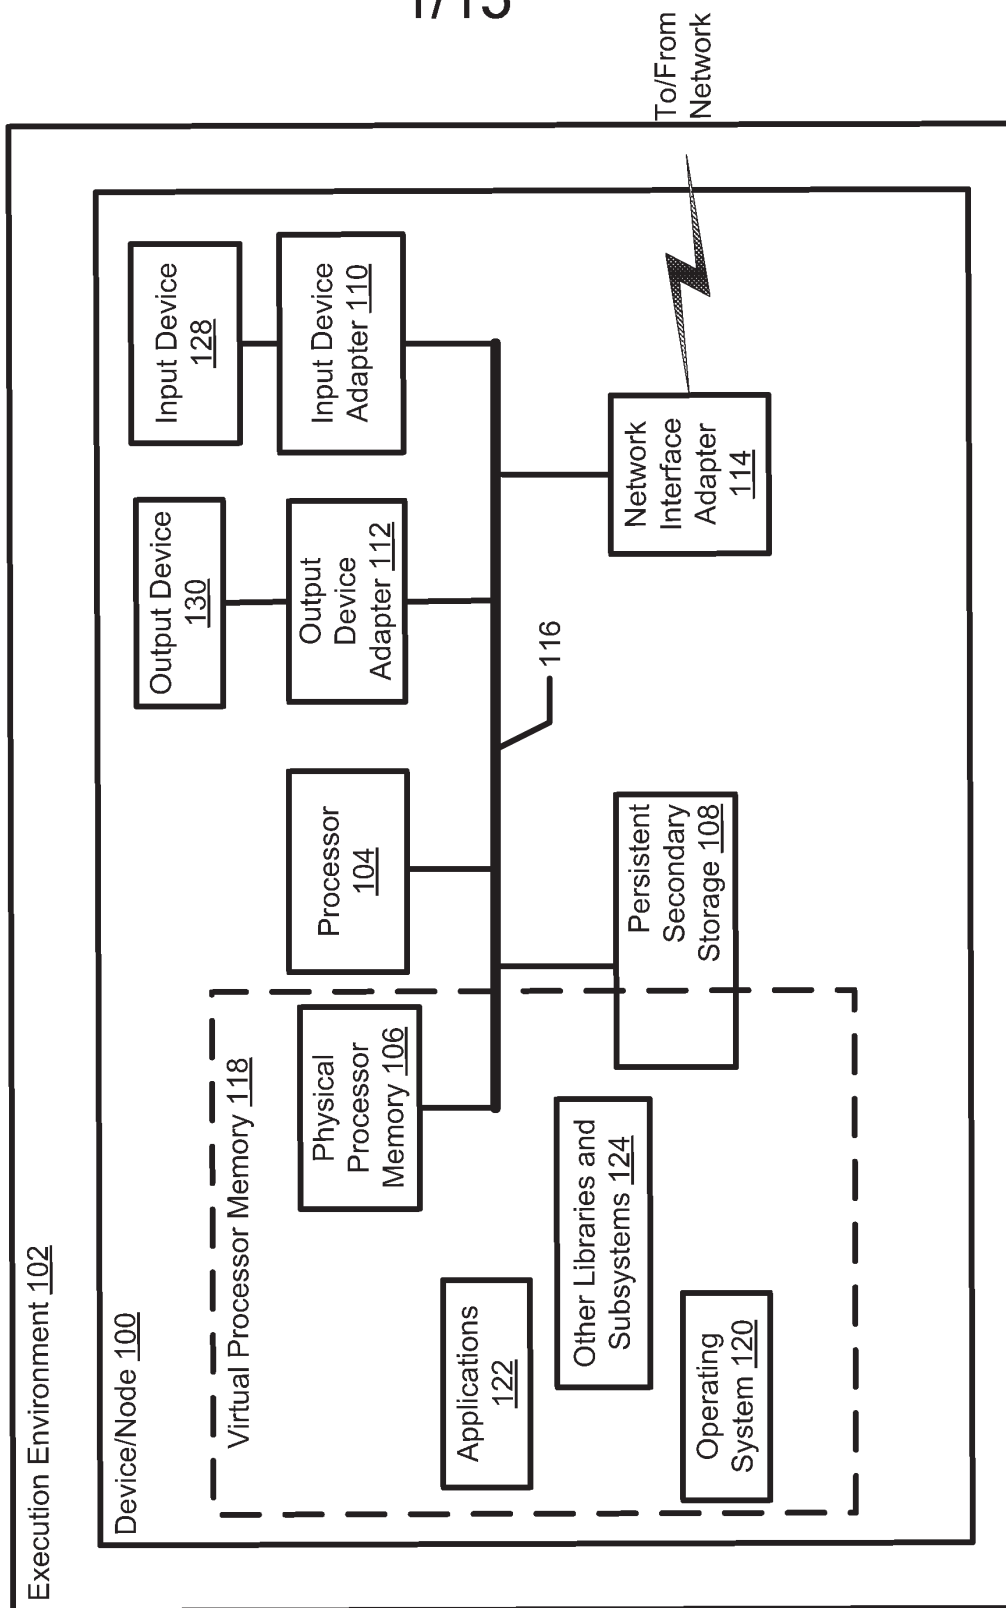 1/15
Execution Environment 102
Device/Node 100
Virtual Processor Memory 118
Physical
Processor
Memory 106
Processor
104
Output Device
130
Output
Device
Adapter 112
Input Device
128
Input Device
Adapter 110
Applications
122
Other Libraries and
Subsystems 124
Operating
System 120
Persistent
Secondary
Storage 108
116
Network
Interface
Adapter
114
To/From
Network